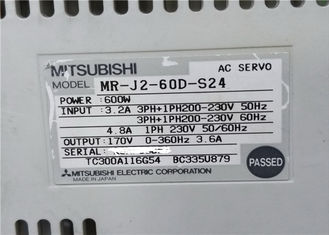 MITSUBISHI AC SERVO
MODEL MR-J2-60D-S24
POWER : 600W
INPUT : 3.2A 3PH+1PH200-230V 50Hz
3PH+1PH200-230V 60Hz
4.8A 1PH 230V 50/60Hz
OUTPUT : 170V 0-360Hz 3.6A
SERIAL :
TC300A116G54 BC335U879
PASSED
MITSUBISHI ELECTRIC CORPORATION
MADE IN JAPAN